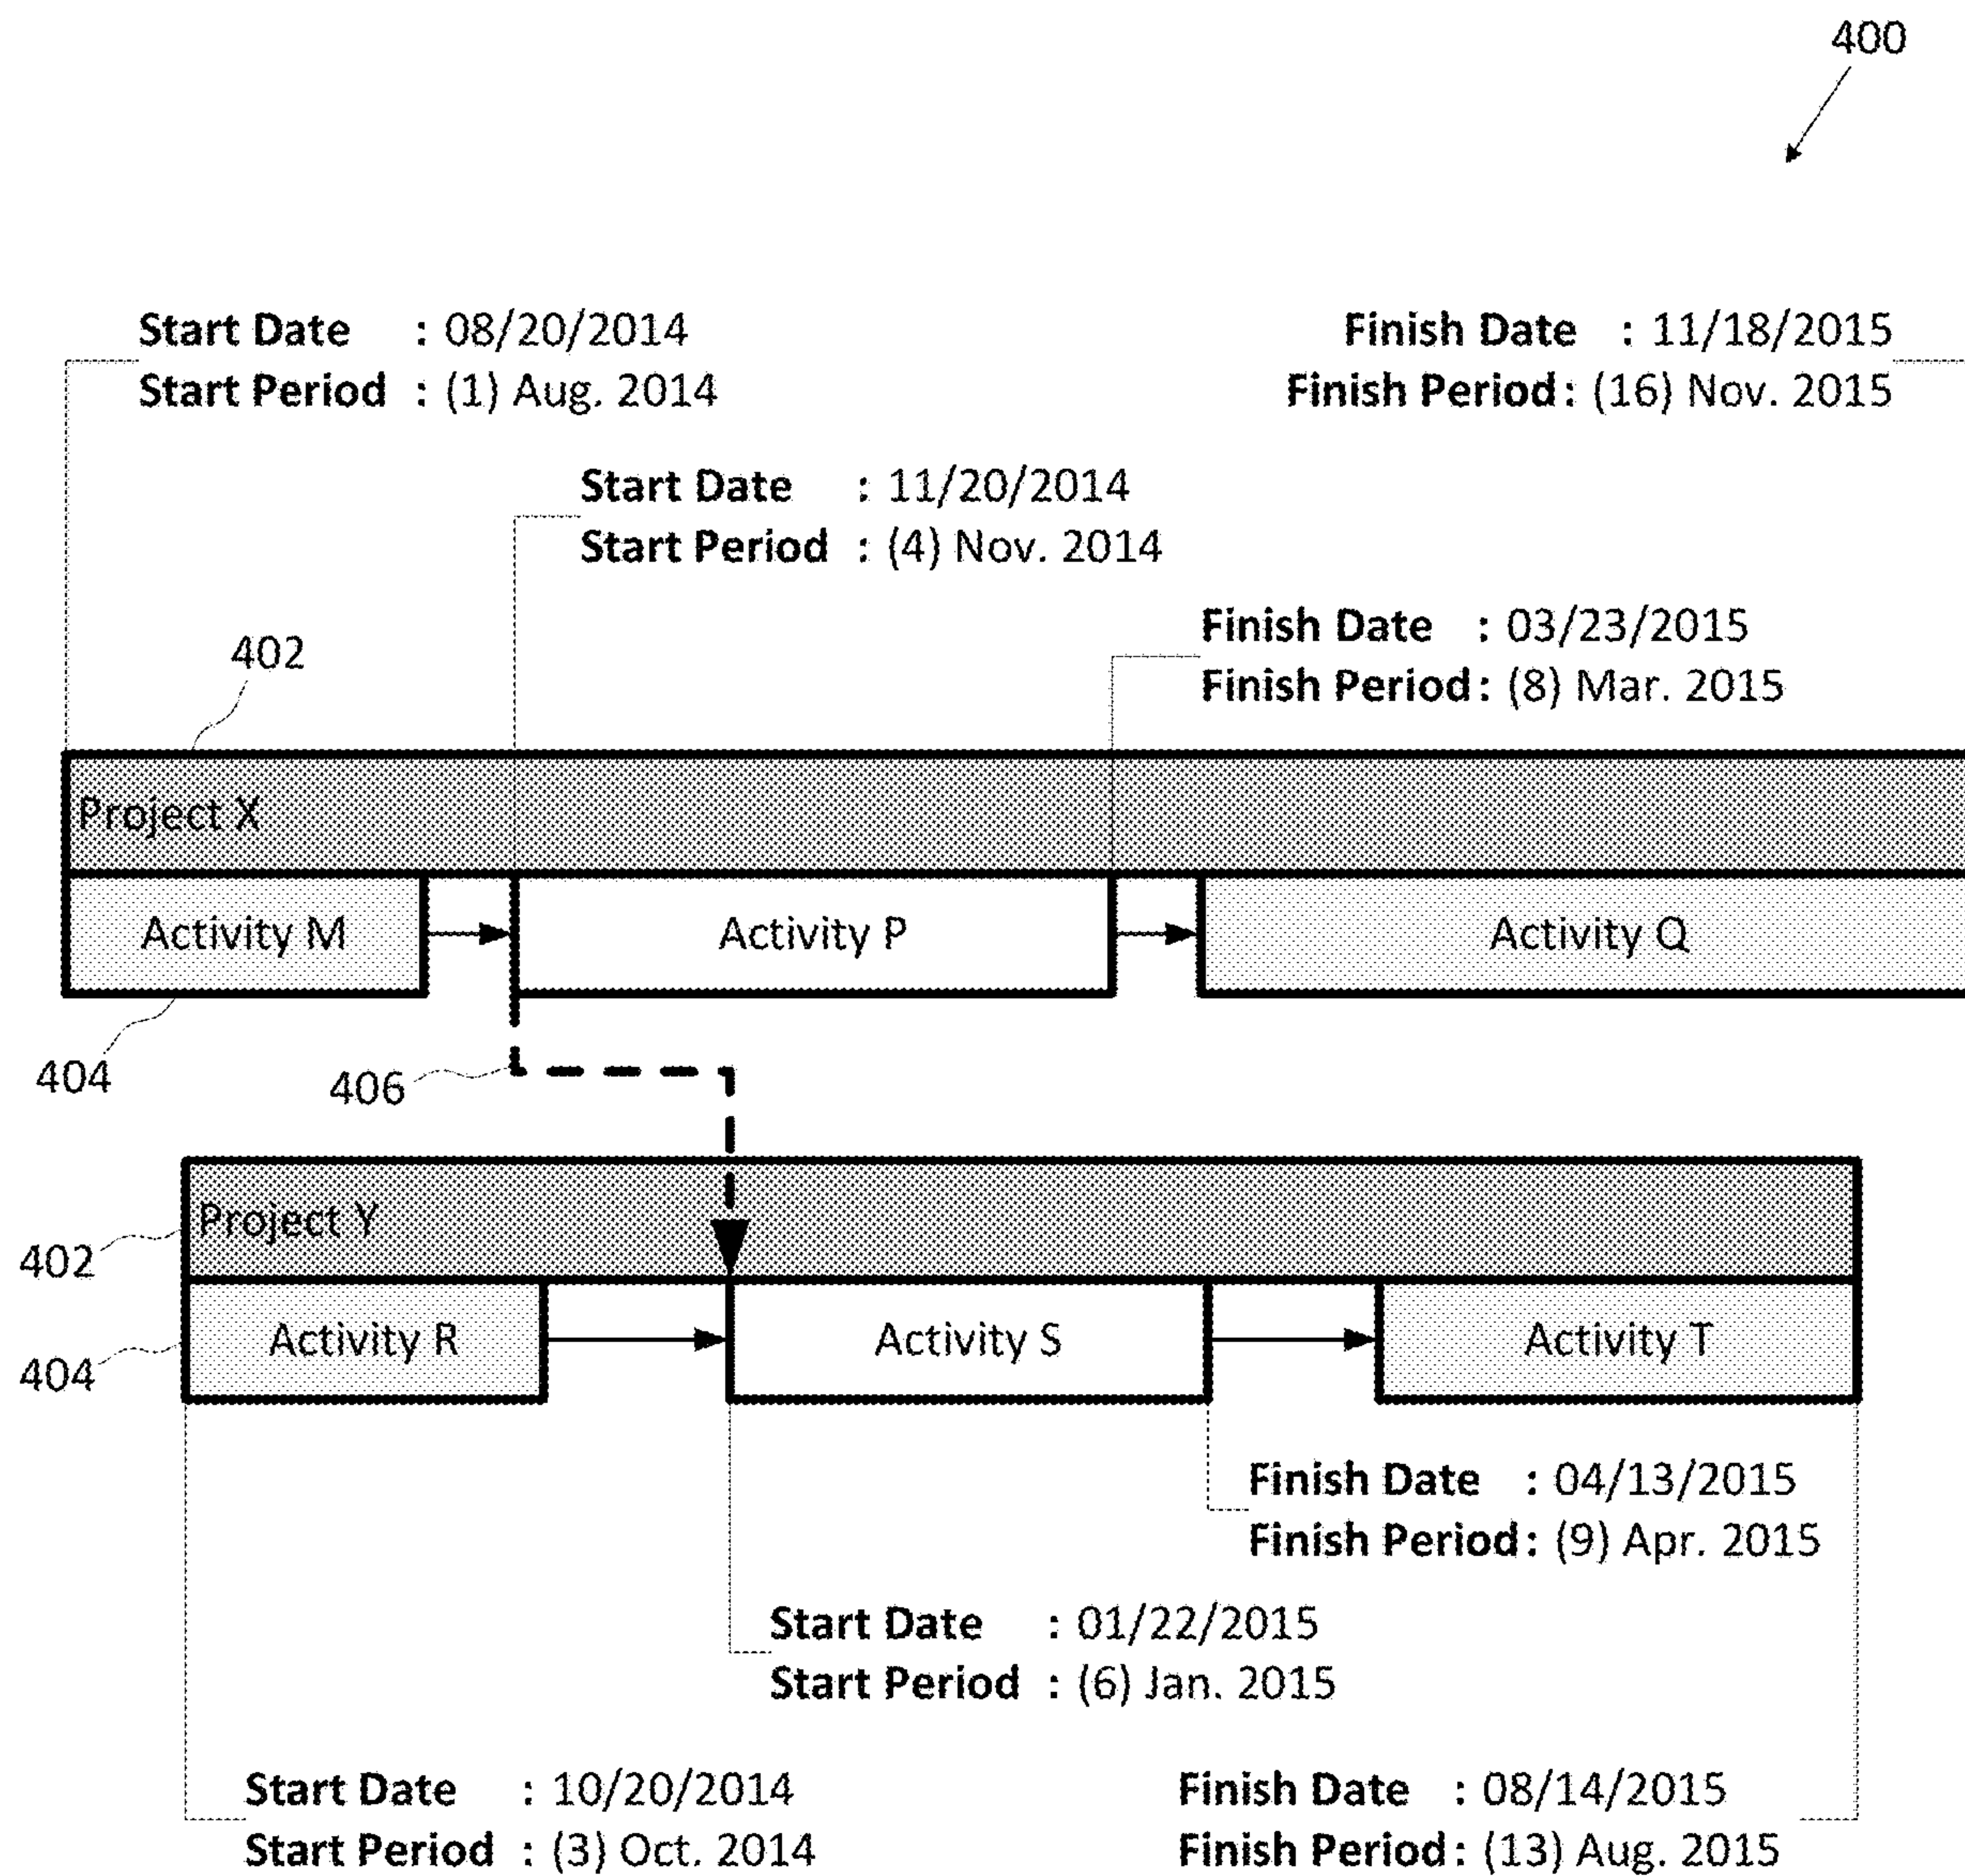 400
Start Date : 08/20/2014
Start Period : (1) Aug. 2014
Finish Date : 11/18/2015
Finish Period : (16) Nov. 2015
Start Date : 11/20/2014
Start Period : (4) Nov. 2014
Finish Date : 03/23/2015
Finish Period : (8) Mar. 2015
402
Project X
Activity M
Activity P
Activity Q
404
406
Project Y
402
Activity R
Activity S
Activity T
404
Finish Date : 04/13/2015
Finish Period : (9) Apr. 2015
Start Date : 01/22/2015
Start Period : (6) Jan. 2015
Start Date : 10/20/2014
Start Period : (3) Oct. 2014
Finish Date : 08/14/2015
Finish Period : (13) Aug. 2015